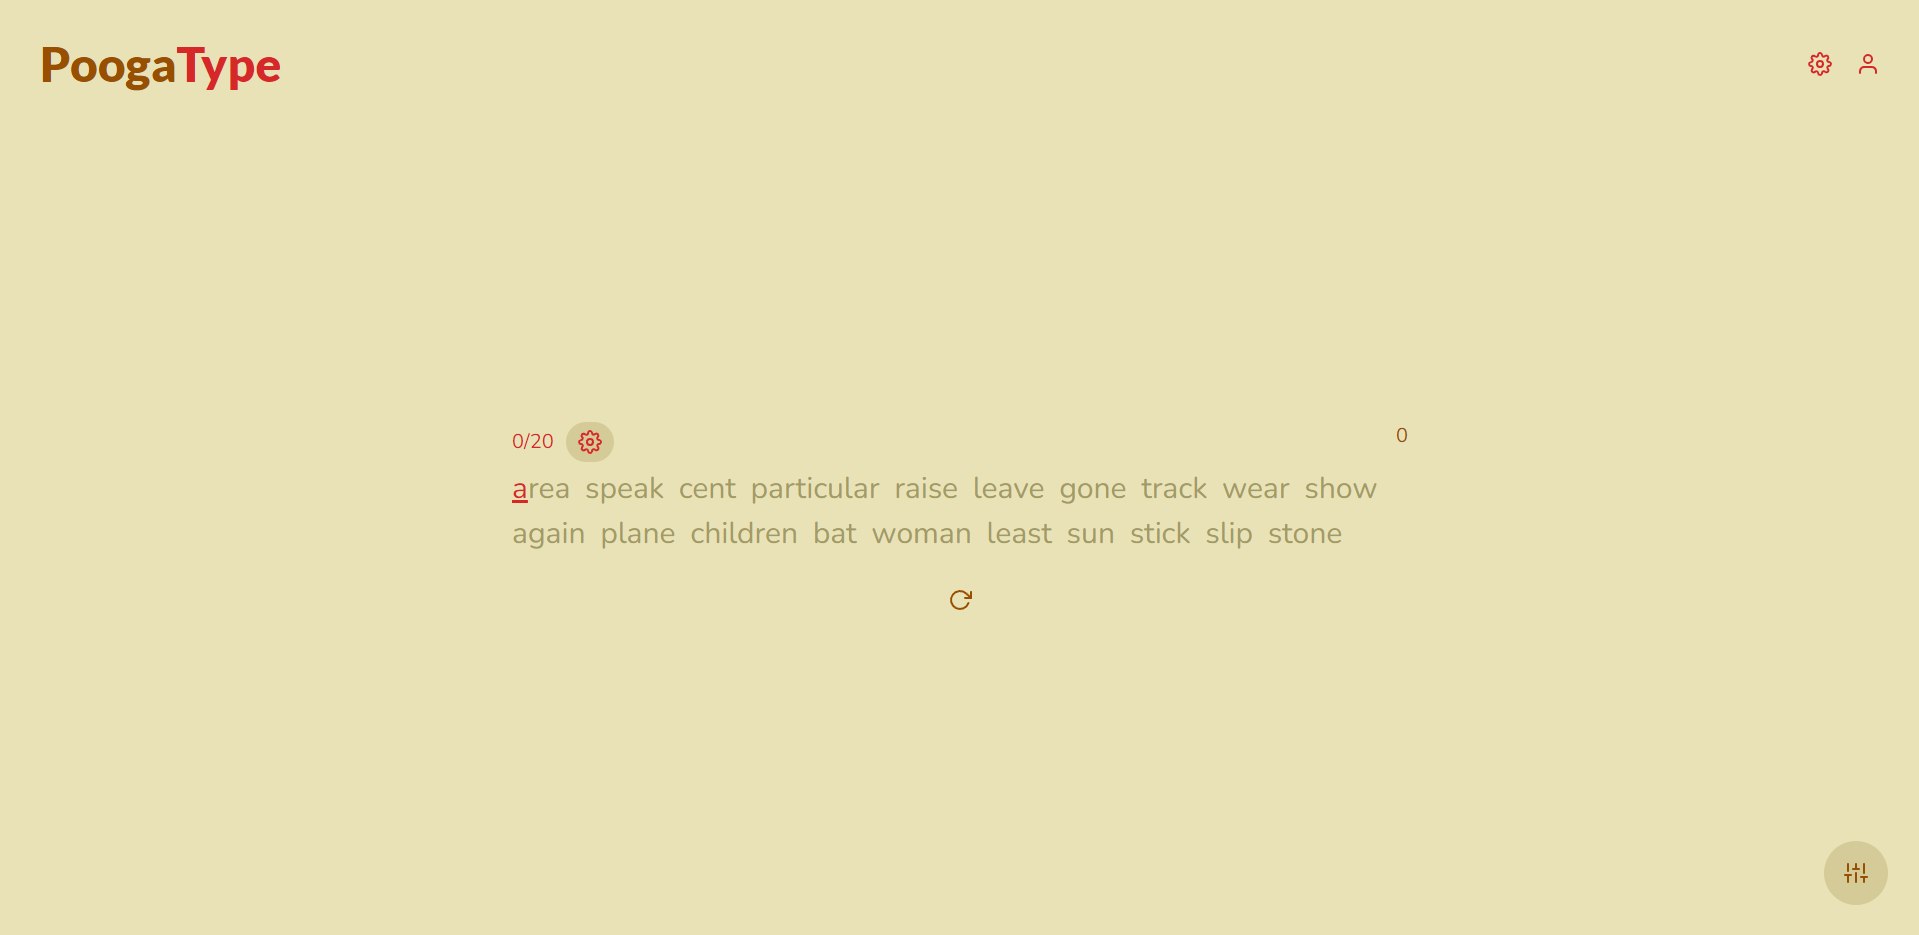 PoogaType
0/20
0
area speak cent particular raise leave gone track wear show
again plane children bat woman least sun stick slip stone